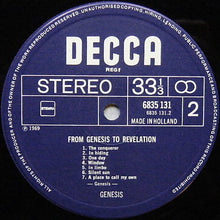 ALL RIGHTS OF THE MANUFACTURER AND OF THE OWNER OF THE WORK REPRODUCED RESERVED. UNAUTHORISED COPYING, HIRING, PUBLIC PERFORMANCE AND BROADCASTING OF THIS RECORD PROHIBITED
DECCA
REGD
STEREO
33⅓
2
6835 131
6835 131.2
MADE IN HOLLAND
℗ 1969
FROM GENESIS TO REVELATION
1. The conqueror
2. In hiding
3. One day
4. Window
5. In limbo
6. Silent sun
7. A place to call my own
— Genesis —
GENESIS